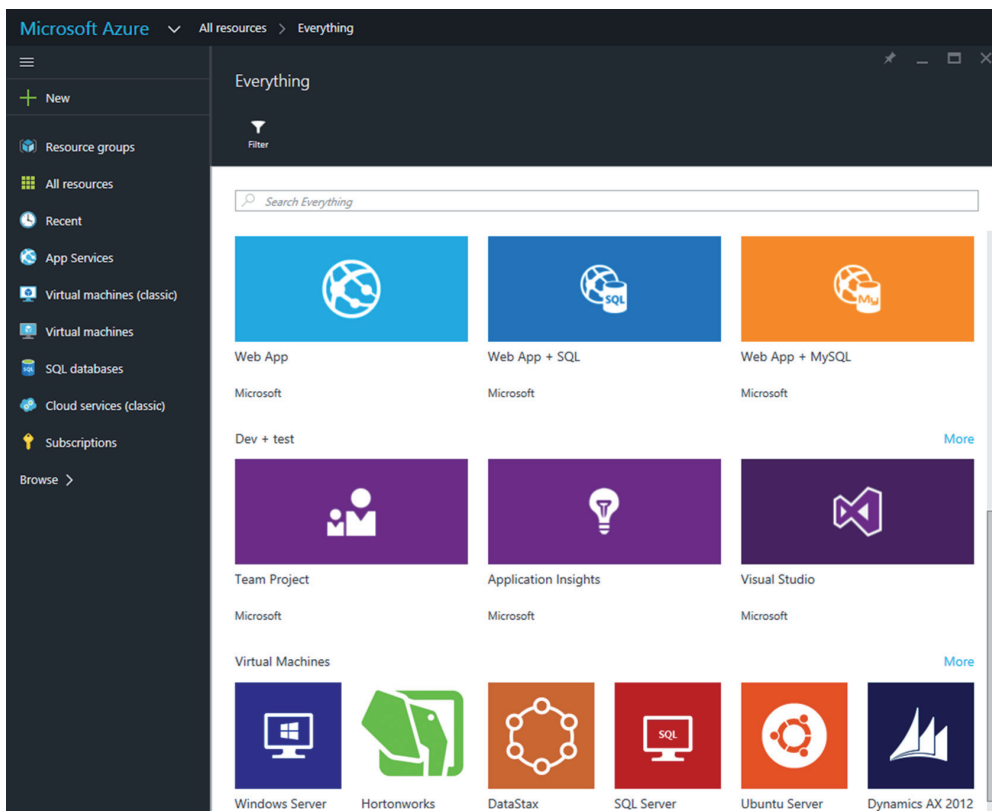 Microsoft Azure All resources > Everything
New
Resource groups
All resources
Recent
App Services
Virtual machines (classic)
Virtual machines
SQL databases
Cloud services (classic)
Subscriptions
Browse >
Everything
Filter
Search Everything
SQL
My
Web App Web App + SQL Web App + MySQL
Microsoft Microsoft Microsoft
Dev + test More
Team Project Application Insights Visual Studio
Microsoft Microsoft Microsoft
Virtual Machines More
SQL
Windows Server Hortonworks DataStax SQL Server Ubuntu Server Dynamics AX 2012